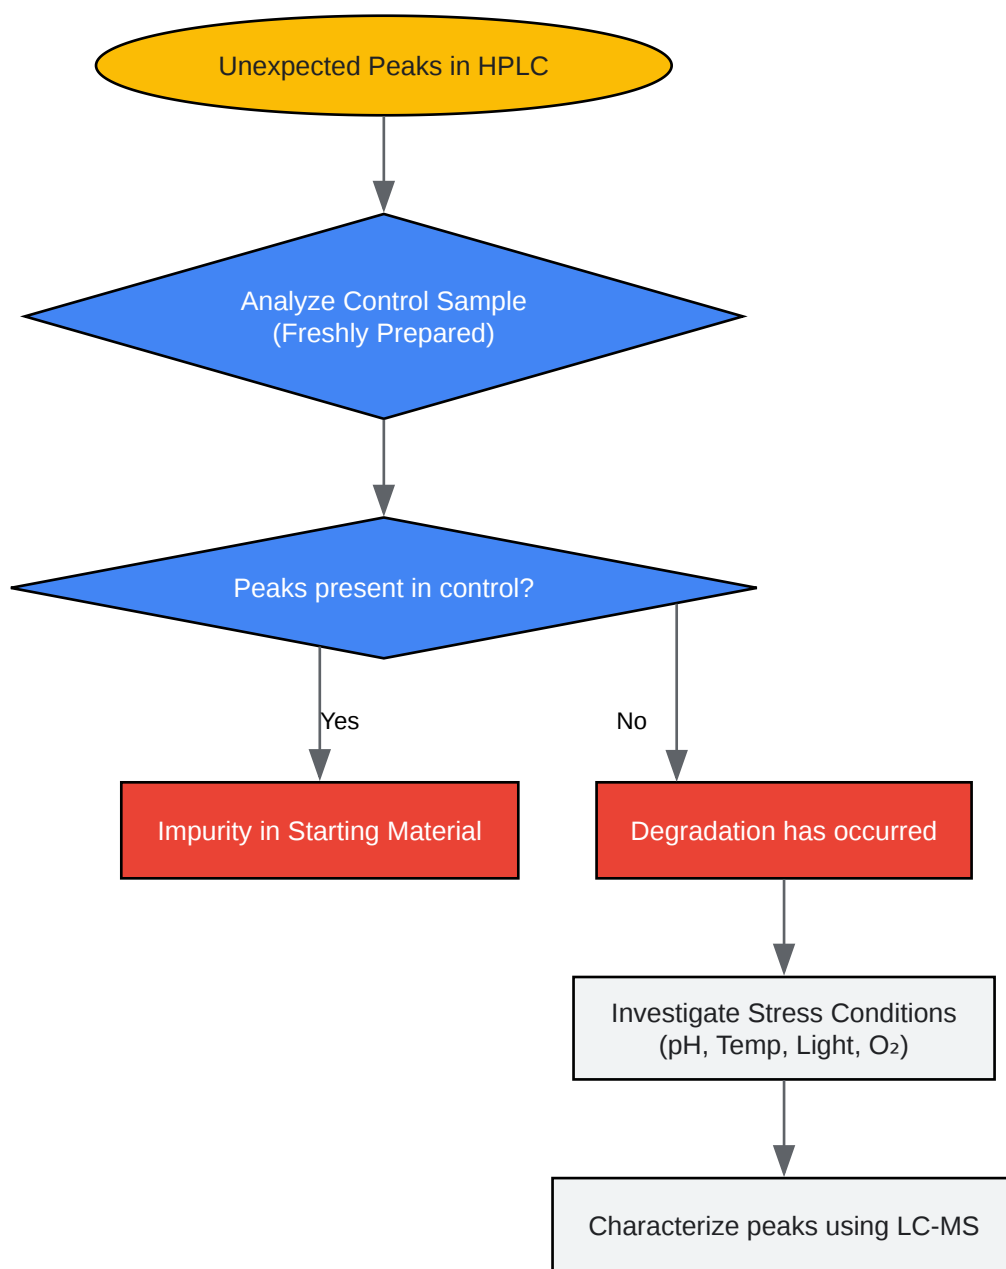 Unexpected Peaks in HPLC
Analyze Control Sample
(Freshly Prepared)
Peaks present in control?
Yes
No
Impurity in Starting Material
Degradation has occurred
Investigate Stress Conditions
(pH, Temp, Light, O₂)
Characterize peaks using LC-MS